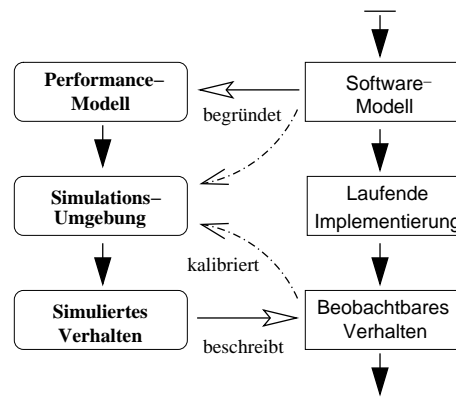 Performance–
Modell
Software–
Modell
begründet
Simulations–
Umgebung
Laufende
Implementierung
kalibriert
Simuliertes
Verhalten
Beobachtbares
Verhalten
beschreibt